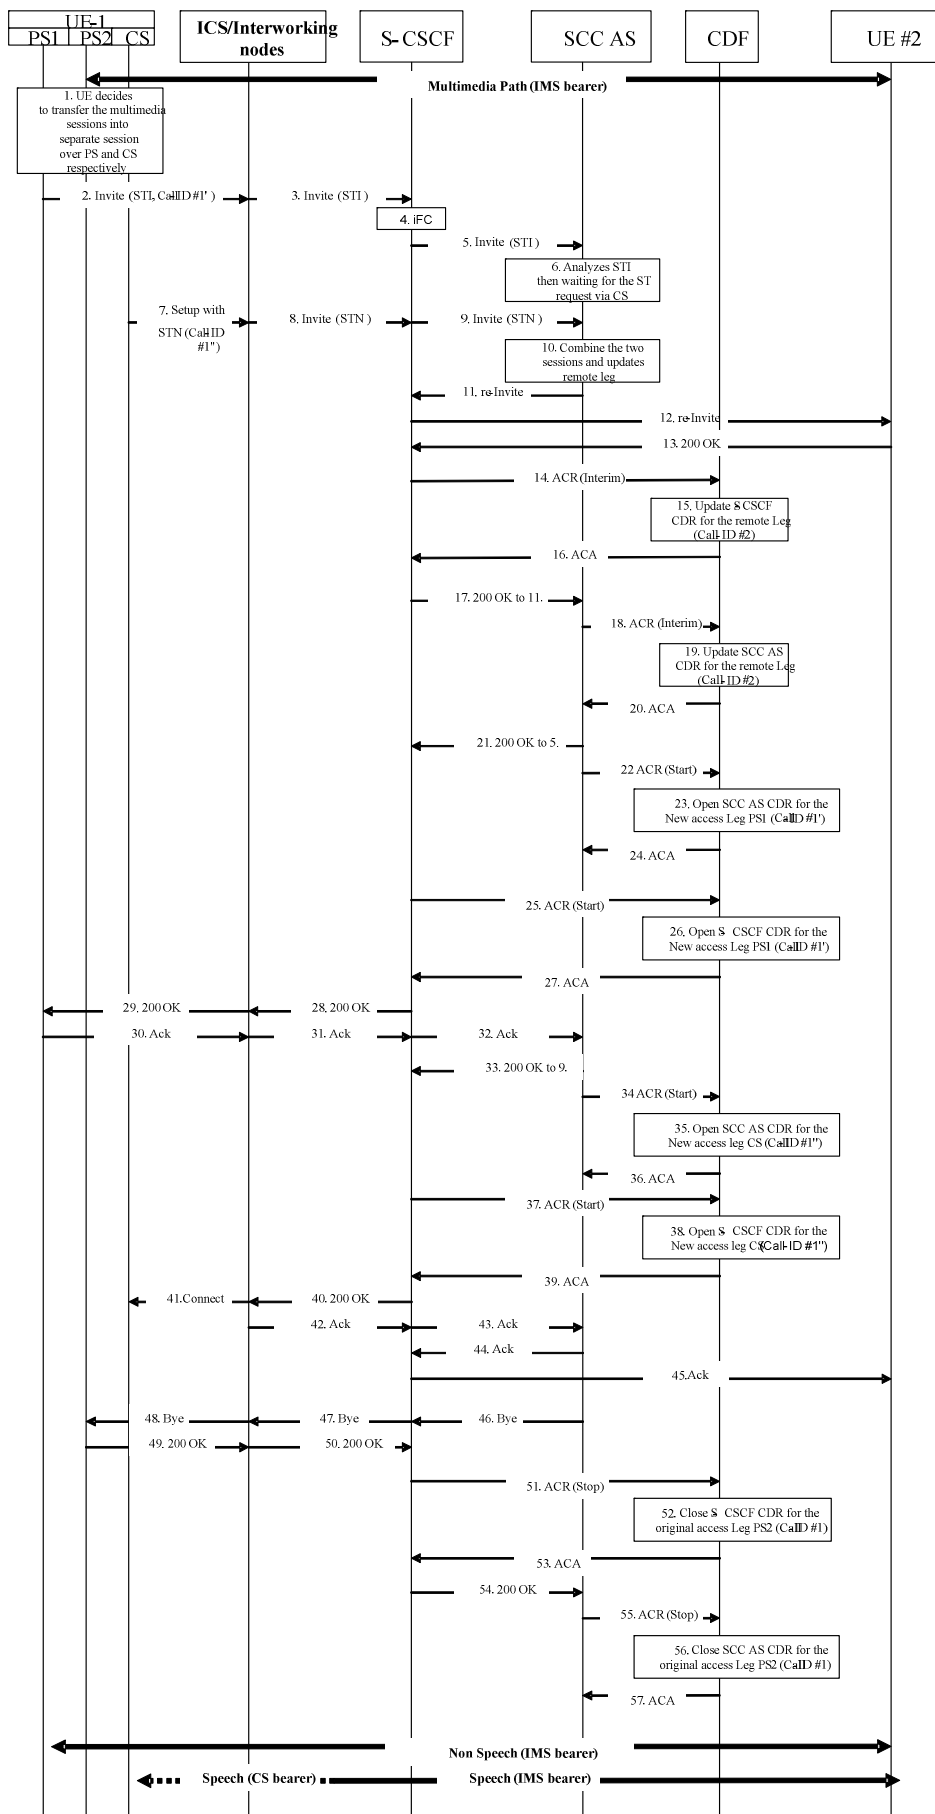 UE-1
PS1 PS2 CS
ICS/Interworking
nodes
S-CSCF
SCC AS
CDF
UE #2
Multimedia Path (IMS bearer)
1. UE decides
to transfer the multimedia
sessions into
separate session
over PS and CS
respectively
2. Invite (STI, Call-ID #1')
3. Invite (STI)
4. iFC
5. Invite (STI)
6. Analyzes STI
then waiting for the ST
request via CS
7. Setup with
STN (Call-ID
#1")
8. Invite (STN)
9. Invite (STN)
10. Combine the two
sessions and updates
remote leg
11. re-Invite
12. re-Invite
13. 200 OK
14. ACR (Interim)
15. Update S-CSCF
CDR for the remote Leg
(Call-ID #2)
16. ACA
17. 200 OK to 11.
18. ACR (Interim)
19. Update SCC AS
CDR for the remote Leg
(Call-ID #2)
20. ACA
21. 200 OK to 5.
22 ACR (Start)
23. Open SCC AS CDR for the
New access Leg PS1 (Call-ID #1')
24. ACA
25. ACR (Start)
26. Open S-CSCF CDR for the
New access Leg PS1 (Call-ID #1')
27. ACA
28. 200 OK
29. 200 OK
30. Ack
31. Ack
32. Ack
33. 200 OK to 9.
34 ACR (Start)
35. Open SCC AS CDR for the
New access leg CS (Call-ID #1")
36. ACA
37. ACR (Start)
38. Open S-CSCF CDR for the
New access leg CS (Call-ID #1")
39. ACA
40. 200 OK
41.Connect
42. Ack
43. Ack
44. Ack
45.Ack
46. Bye
47. Bye
48. Bye
49. 200 OK
50. 200 OK
51. ACR (Stop)
52. Close S-CSCF CDR for the
original access Leg PS2 (Call-ID #1)
53. ACA
54. 200 OK
55. ACR (Stop)
56. Close SCC AS CDR for the
original access Leg PS2 (Call-ID #1)
57. ACA
Non Speech (IMS bearer)
Speech (CS bearer)
Speech (IMS bearer)